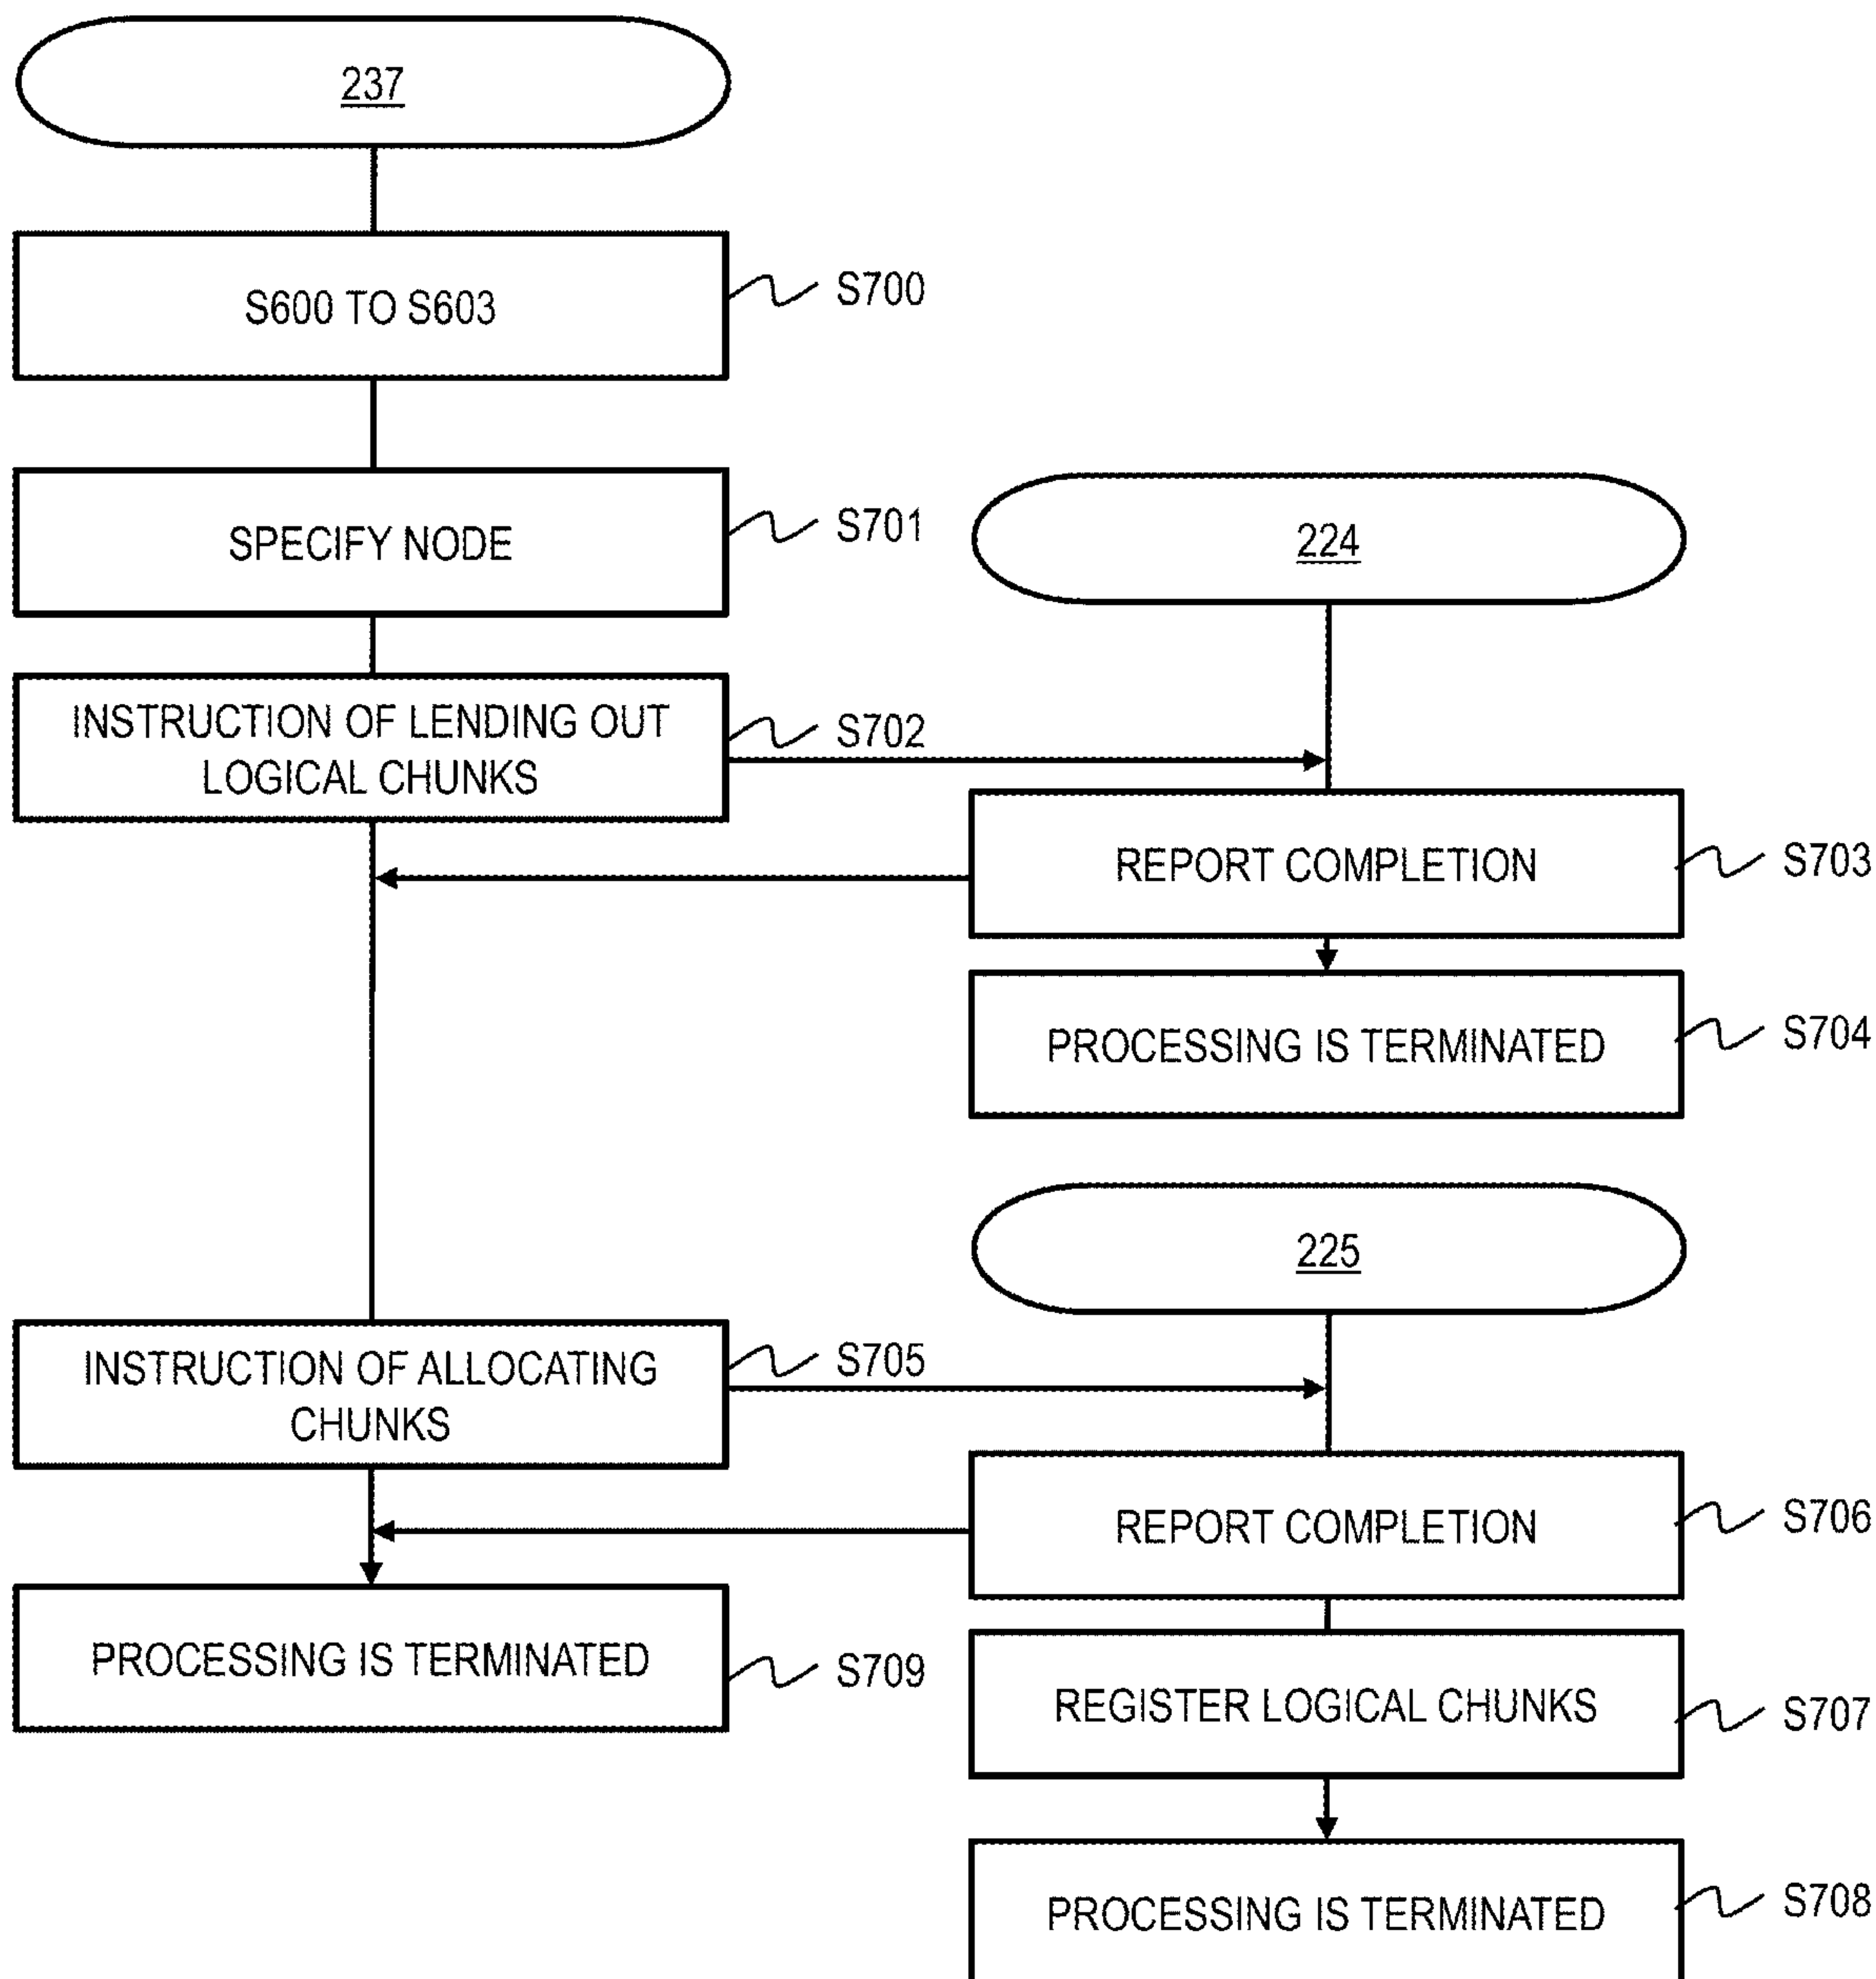 237
S600 TO S603
S700
SPECIFY NODE
S701
224
INSTRUCTION OF LENDING OUT
LOGICAL CHUNKS
S702
REPORT COMPLETION
S703
PROCESSING IS TERMINATED
S704
225
INSTRUCTION OF ALLOCATING
CHUNKS
S705
REPORT COMPLETION
S706
PROCESSING IS TERMINATED
S709
REGISTER LOGICAL CHUNKS
S707
PROCESSING IS TERMINATED
S708